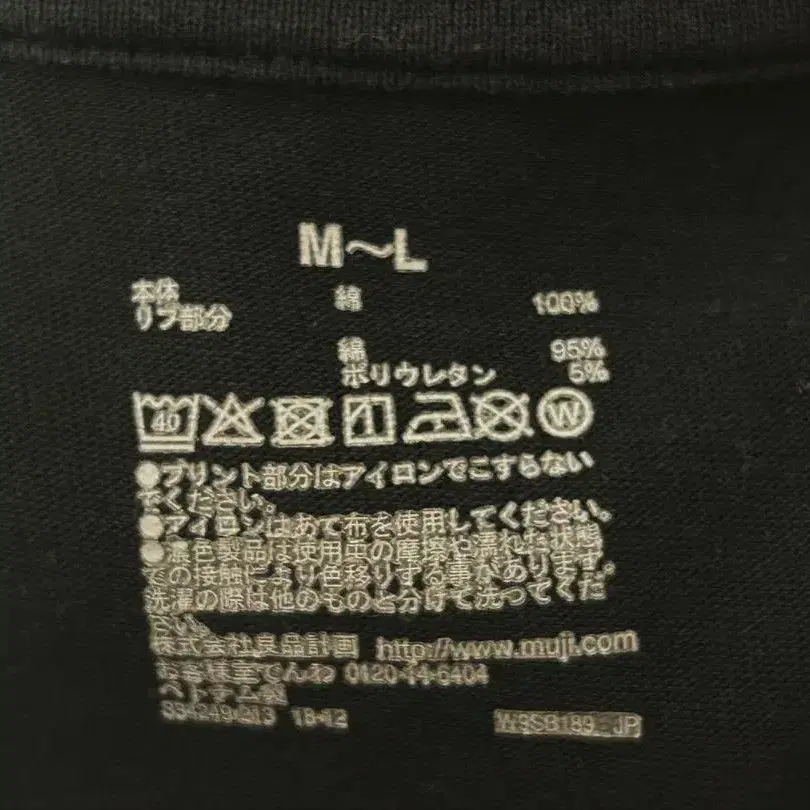 M～L
本体 綿 100%
リブ部分
綿 95%
ポリウレタン 5%
40 W
●プリント部分はアイロンでこすらない
でください。
●アイロンはあて布を使用してください。
●濃色製品は使用中の摩擦や濡れた状態
での接触により色移りする事があります。
洗濯の際は他のものと分けて洗ってくだ
さい。
株式会社良品計画 http://www.muji.com
お客様室でんわ 0120-14-6404
ベトナム製
18-12 W9SB189_JP